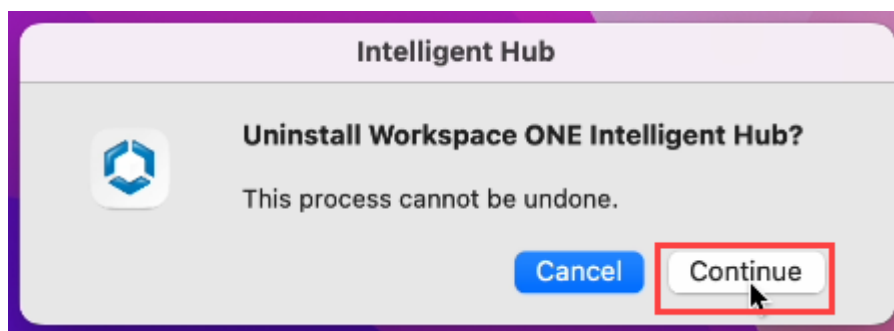 Intelligent Hub
Uninstall Workspace ONE Intelligent Hub?
This process cannot be undone.
Cancel
Continue